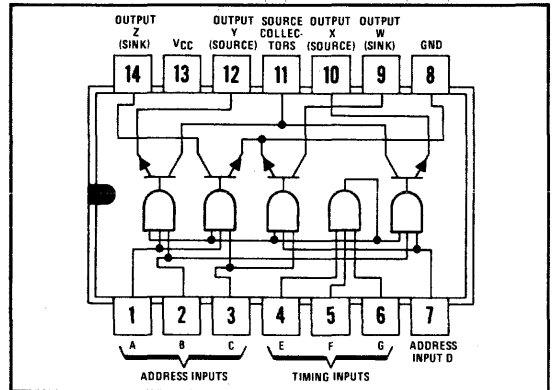 OUTPUT Z (SINK)
VCC
OUTPUT Y (SOURCE)
SOURCE COLLEC- TORS
OUTPUT X (SOURCE)
OUTPUT W (SINK)
GND
14 13 12 11 10 9 8
1 2 3 4 5 6 7
A B C E F G
ADDRESS INPUT D
ADDRESS INPUTS
TIMING INPUTS